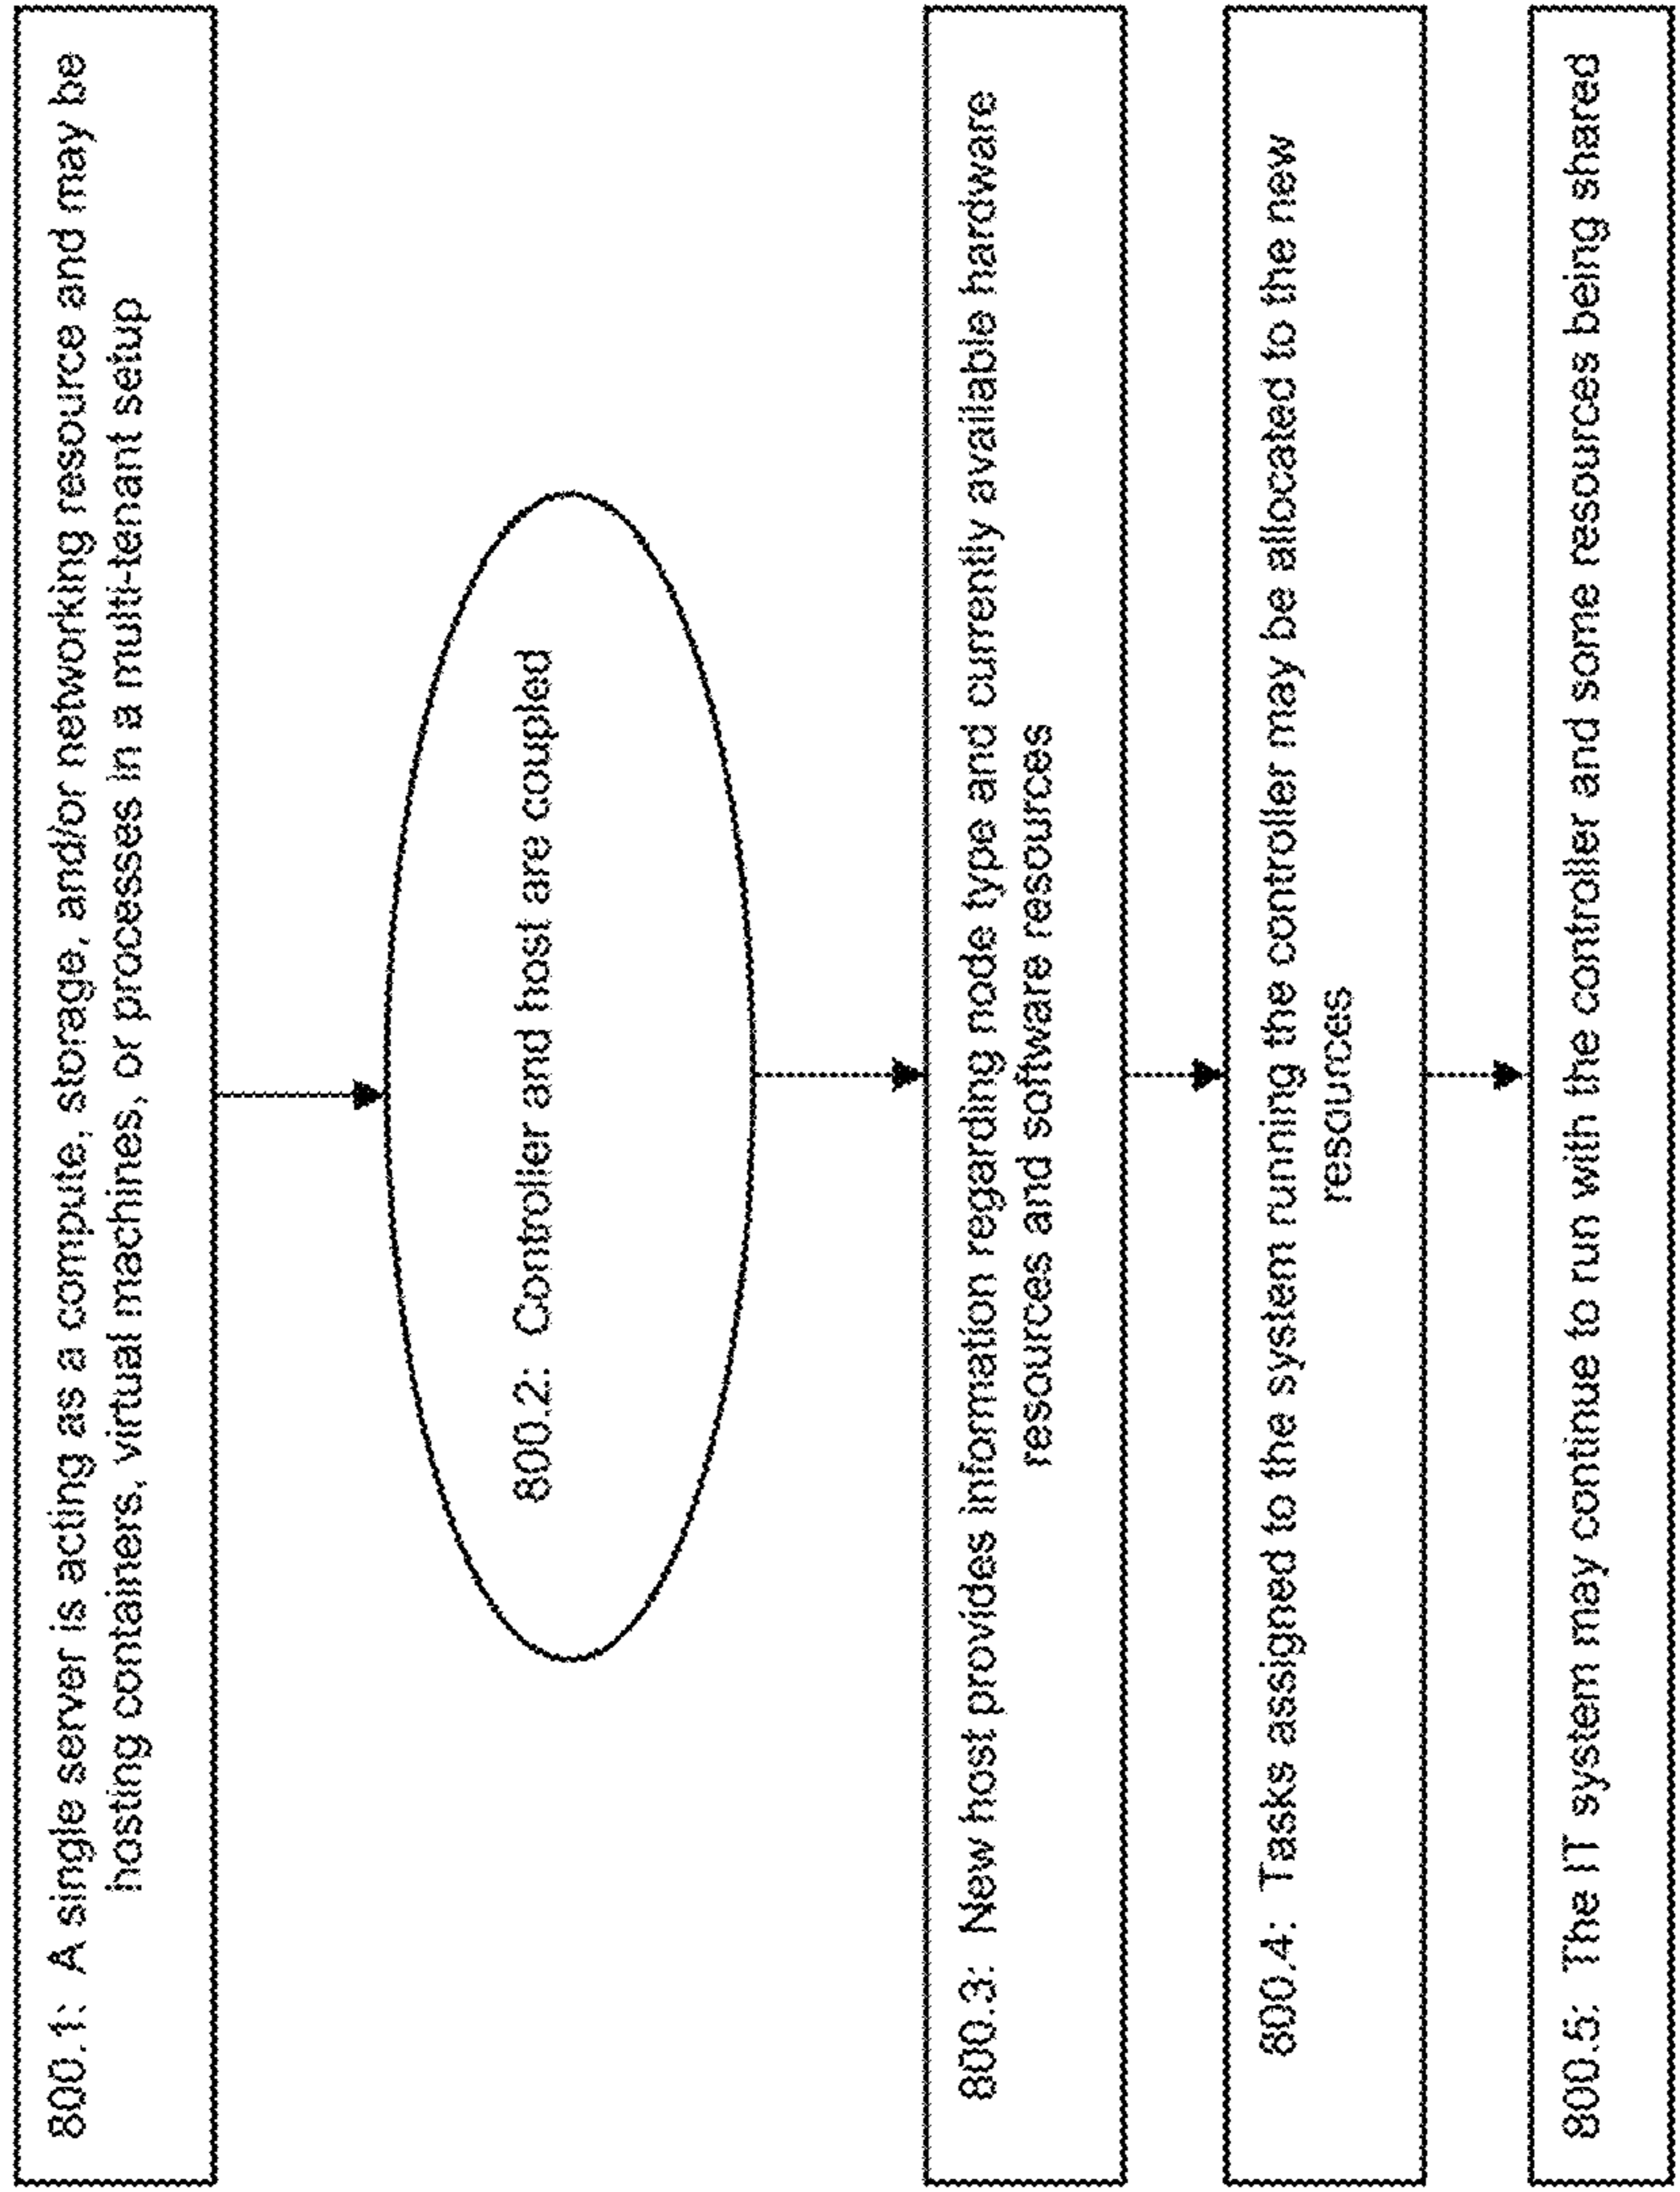 800.1: A single server is acting as a compute, storage, and/or networking resource and may be
hosting containers, virtual machines, or processes in a multi-tenant setup
800.2: Controller and host are coupled
800.3: New host provides information regarding node type and currently available hardware
resources and software resources
800.4: Tasks assigned to the system running the controller may be allocated to the new
resources
800.5: The IT system may continue to run with the controller and some resources being shared